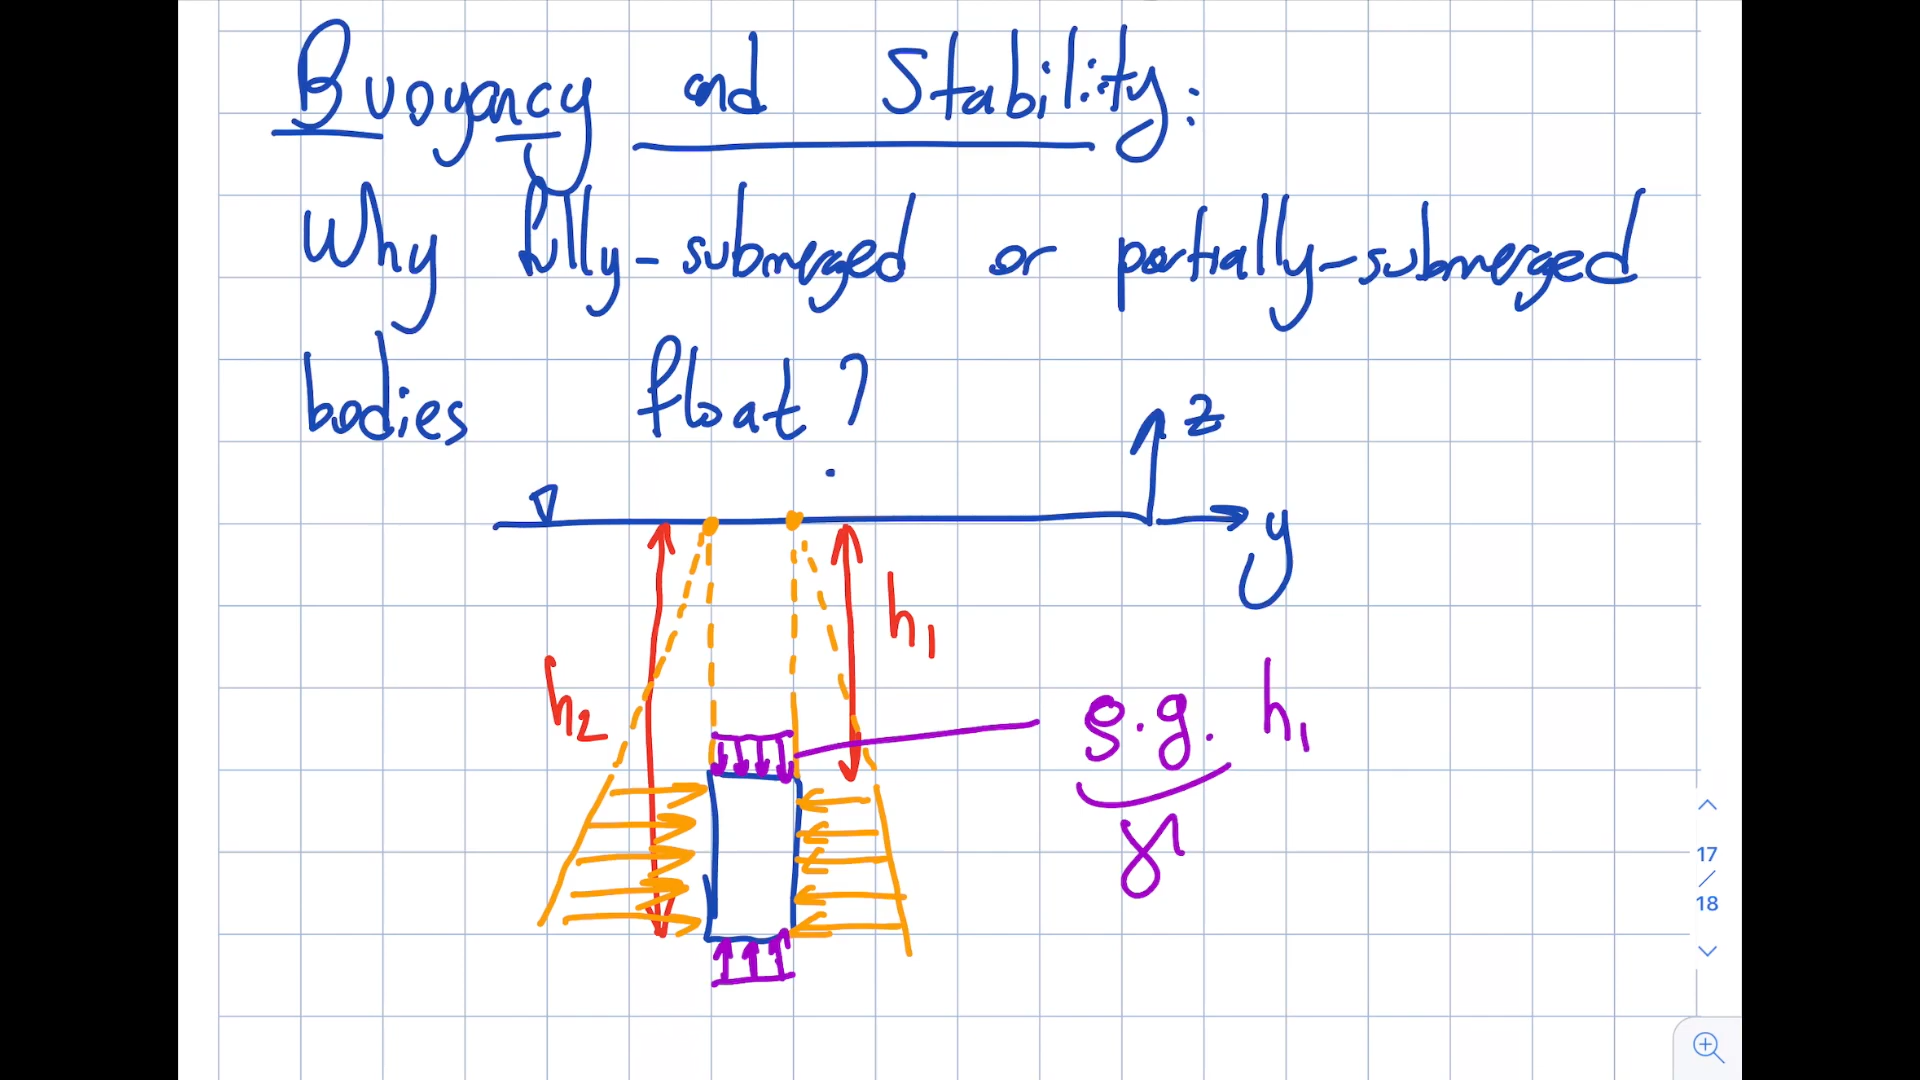 Buoyancy and Stability:
Why fully-submerged or partially-submerged
bodies float?
z
y
h1
h2
ρ.g. h1
γ
17
/
18